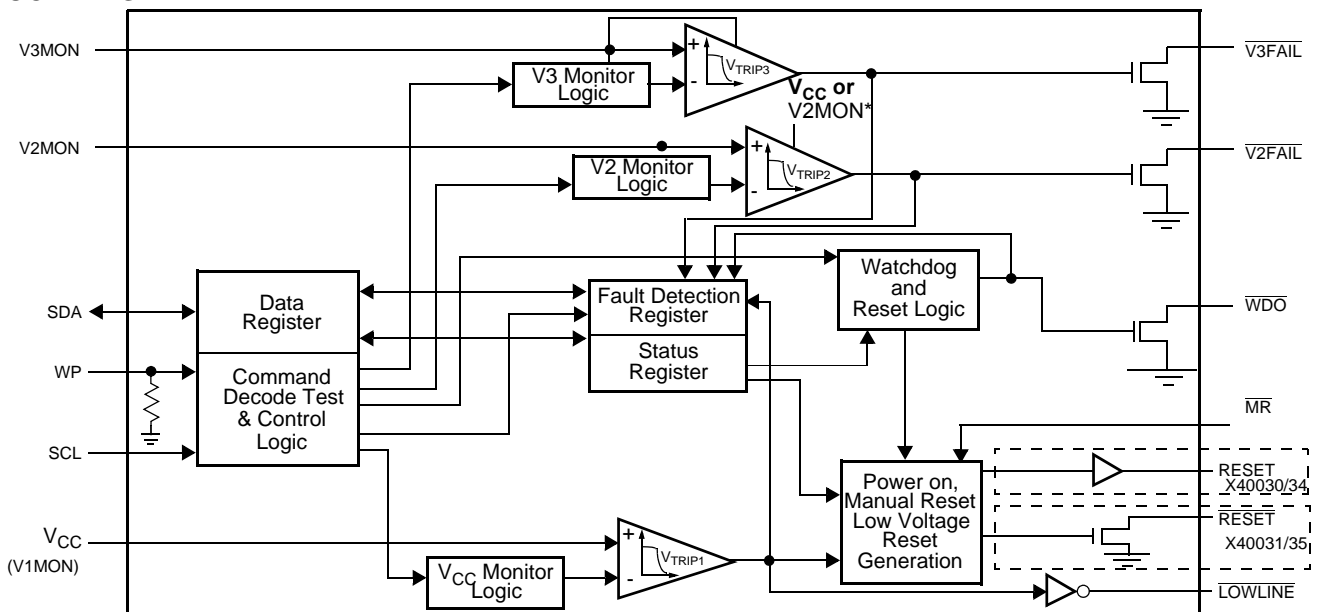 V3MON
V3 Monitor
Logic
+
-
VTRIP3
VCC or
V2MON*
V3FAIL
V2MON
V2 Monitor
Logic
+
-
VTRIP2
V2FAIL
SDA
WP
SCL
Data
Register
Command
Decode Test
& Control
Logic
Fault Detection
Register
Status
Register
Watchdog
and
Reset Logic
WDO
MR
Power on,
Manual Reset
Low Voltage
Reset
Generation
RESET
X40030/34
RESET
X40031/35
VCC
(V1MON)
VCC Monitor
Logic
+
-
VTRIP1
LOWLINE